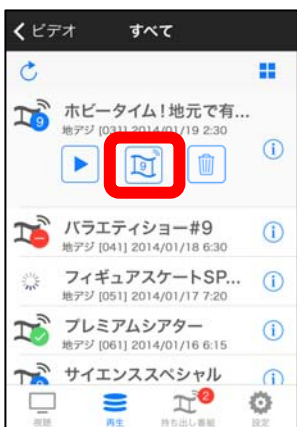 ビデオ すべて
9 ホビータイム!地元で有...
地デジ [031] 2014/01/19 2:30
9
バラエティショー#9
地デジ [041] 2014/01/18 6:30
フィギュアスケートSP...
地デジ [051] 2014/01/17 7:20
プレミアムシアター
地デジ [061] 2014/01/16 6:15
サイエンススペシャル
2
視聴 再生 持ち出し番組 設定